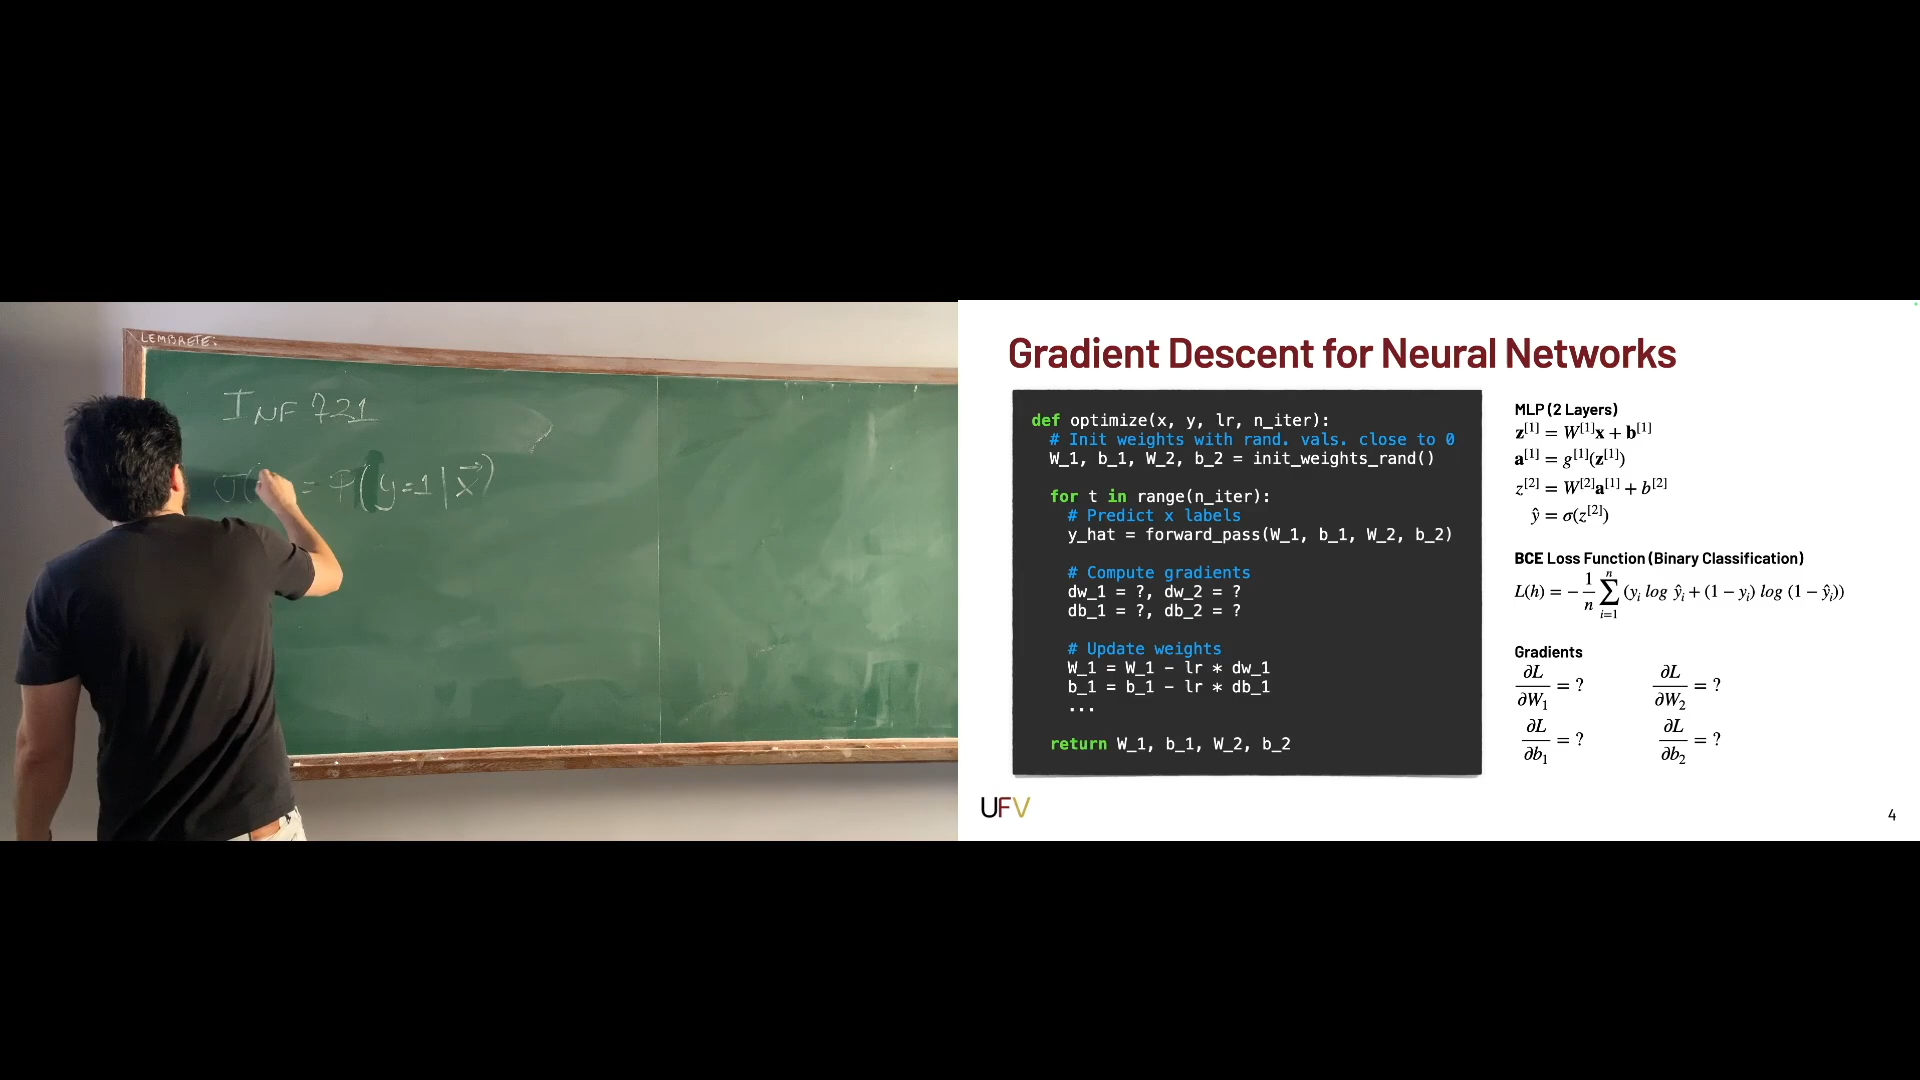 LEMBRETE:
INF 721
σ( = P(y=1|x⃗)
Gradient Descent for Neural Networks
def optimize(x, y, lr, n_iter):
# Init weights with rand. vals. close to 0
W_1, b_1, W_2, b_2 = init_weights_rand()
for t in range(n_iter):
# Predict x labels
y_hat = forward_pass(W_1, b_1, W_2, b_2)
# Compute gradients
dw_1 = ?, dw_2 = ?
db_1 = ?, db_2 = ?
# Update weights
W_1 = W_1 - lr * dw_1
b_1 = b_1 - lr * db_1
...
return W_1, b_1, W_2, b_2
MLP (2 Layers)
z^[1] = W^[1]x + b^[1]
a^[1] = g^[1](z^[1])
z^[2] = W^[2]a^[1] + b^[2]
ŷ = σ(z^[2])
BCE Loss Function (Binary Classification)
L(h) = −1/n ∑_{i=1}^{n} (y_i log ŷ_i + (1 − y_i) log (1 − ŷ_i))
Gradients
∂L/∂W_1 = ? ∂L/∂W_2 = ?
∂L/∂b_1 = ? ∂L/∂b_2 = ?
UFV
4